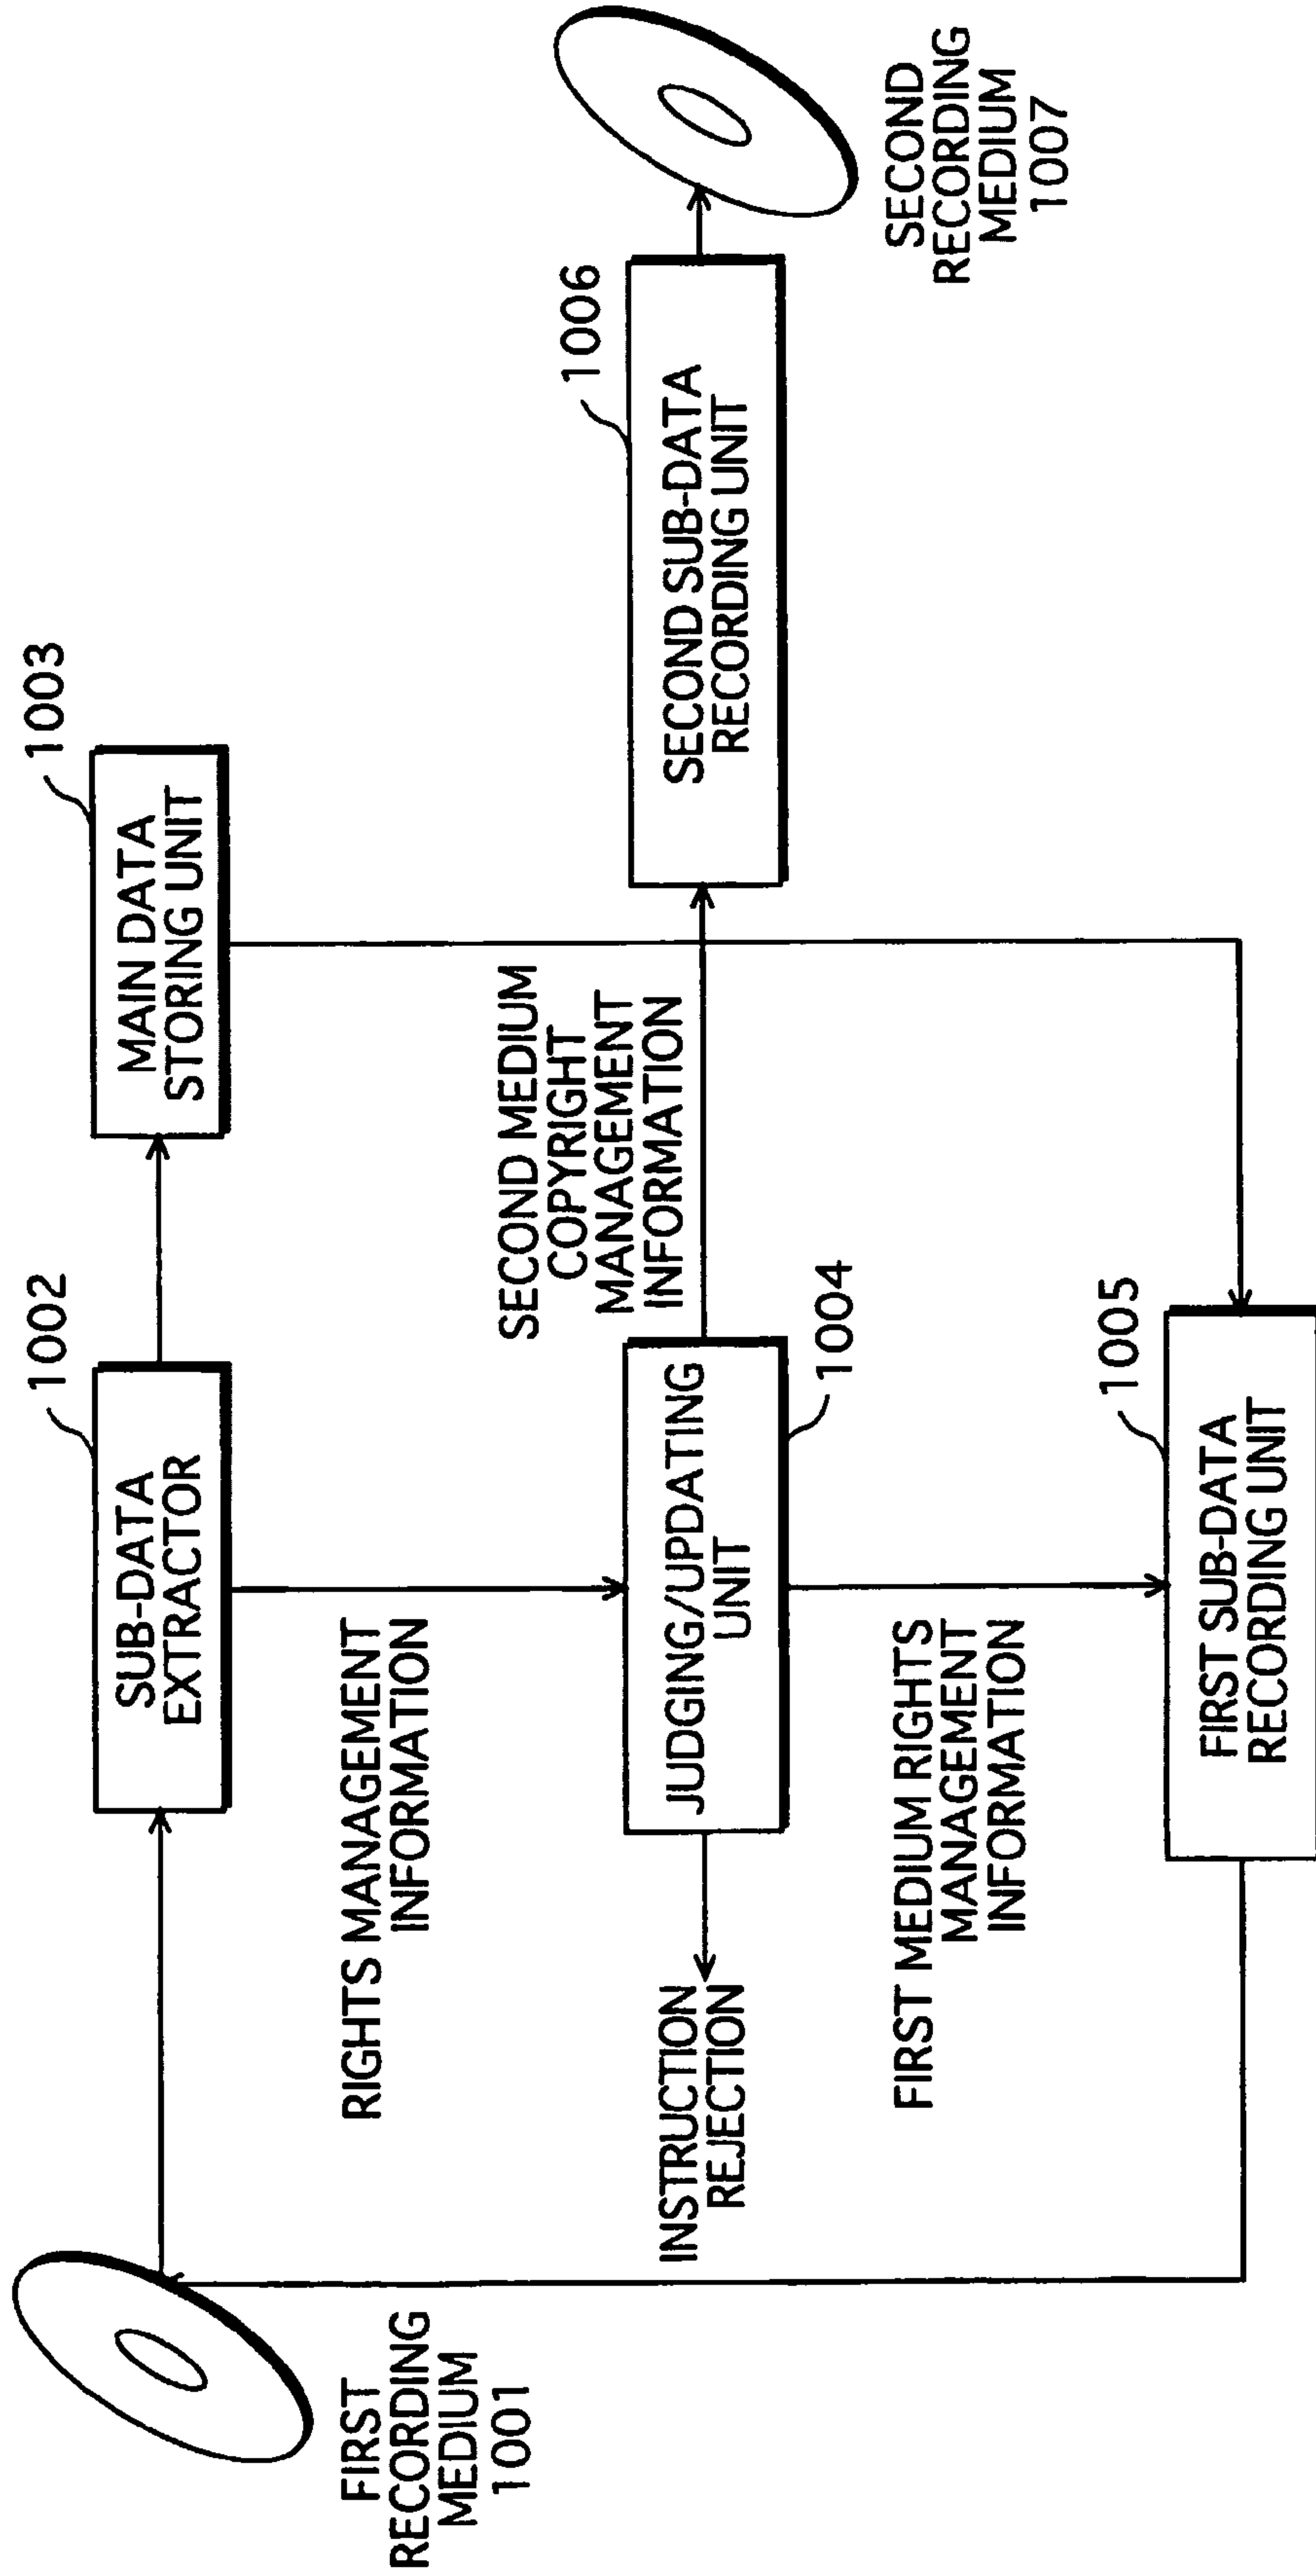 FIRST
RECORDING
MEDIUM
1001
1002
SUB-DATA
EXTRACTOR
1003
MAIN DATA
STORING UNIT
RIGHTS MANAGEMENT
INFORMATION
SECOND MEDIUM
COPYRIGHT
MANAGEMENT
INFORMATION
INSTRUCTION
REJECTION
JUDGING/UPDATING
UNIT
1004
1006
SECOND SUB-DATA
RECORDING UNIT
SECOND
RECORDING
MEDIUM
1007
FIRST MEDIUM RIGHTS
MANAGEMENT
INFORMATION
1005
FIRST SUB-DATA
RECORDING UNIT